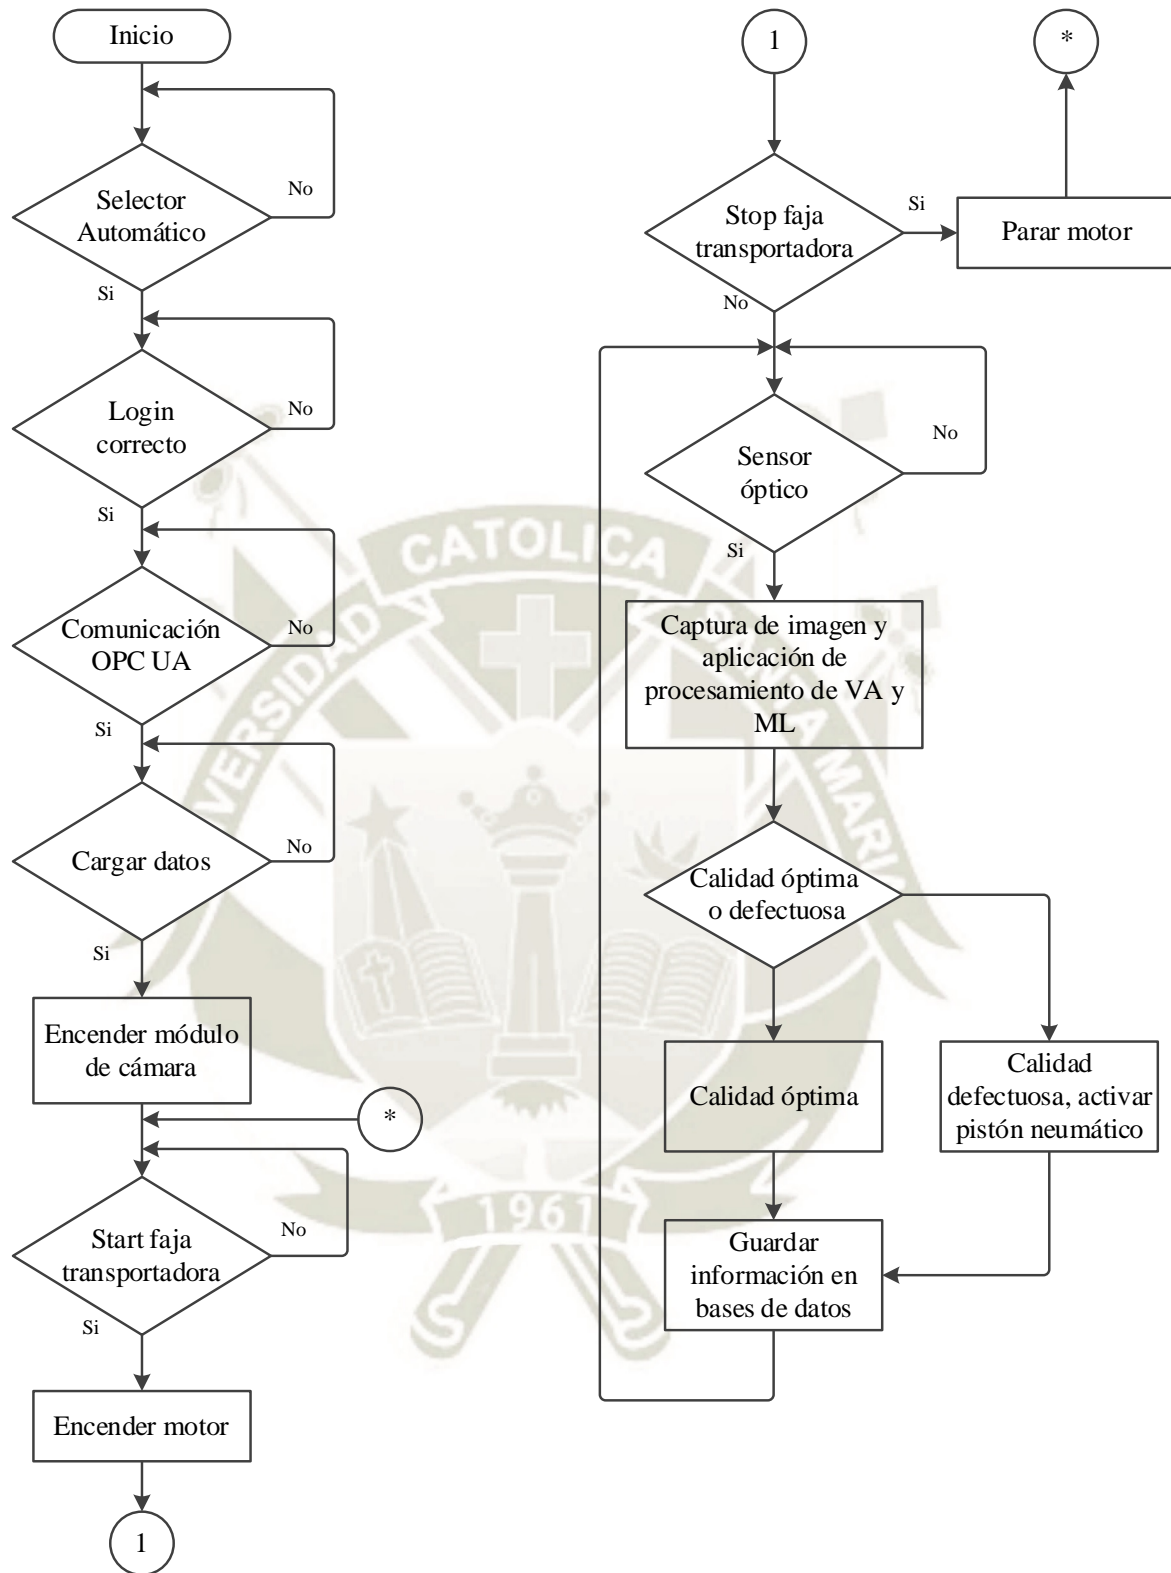 Inicio
No
Selector
Automático
Si
No
Login
correcto
Si
No
Comunicación
OPC UA
Si
No
Cargar datos
Si
Encender módulo
de cámara
*
No
Start faja
transportadora
Si
Encender motor
1
1
*
Stop faja
transportadora
Si
Parar motor
No
Sensor
óptico
No
Si
Captura de imagen y
aplicación de
procesamiento de VA y
ML
Calidad óptima
o defectuosa
Calidad óptima
Calidad
defectuosa, activar
pistón neumático
Guardar
información en
bases de datos
UNIVERSIDAD CATOLICA SANTA MARIA
1961